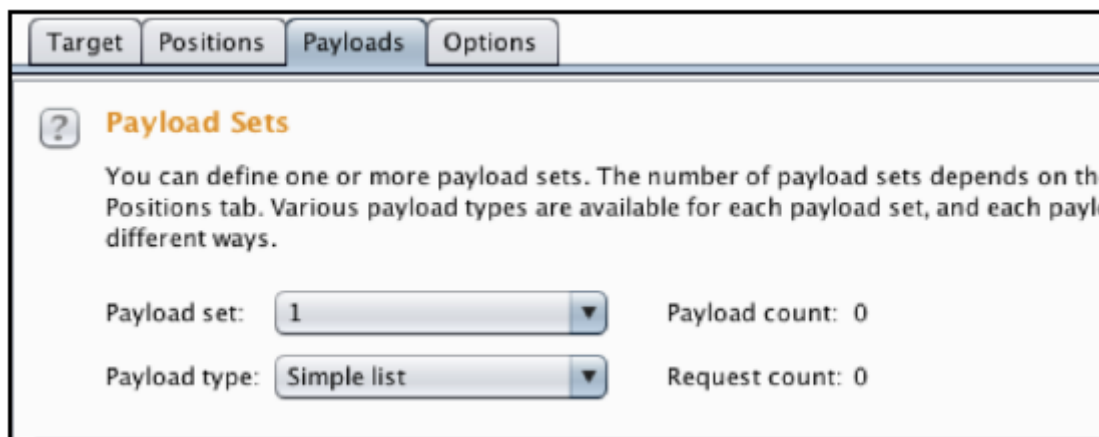 Target Positions Payloads Options
? Payload Sets
You can define one or more payload sets. The number of payload sets depends on th
Positions tab. Various payload types are available for each payload set, and each payl
different ways.
Payload set: 1 Payload count: 0
Payload type: Simple list Request count: 0